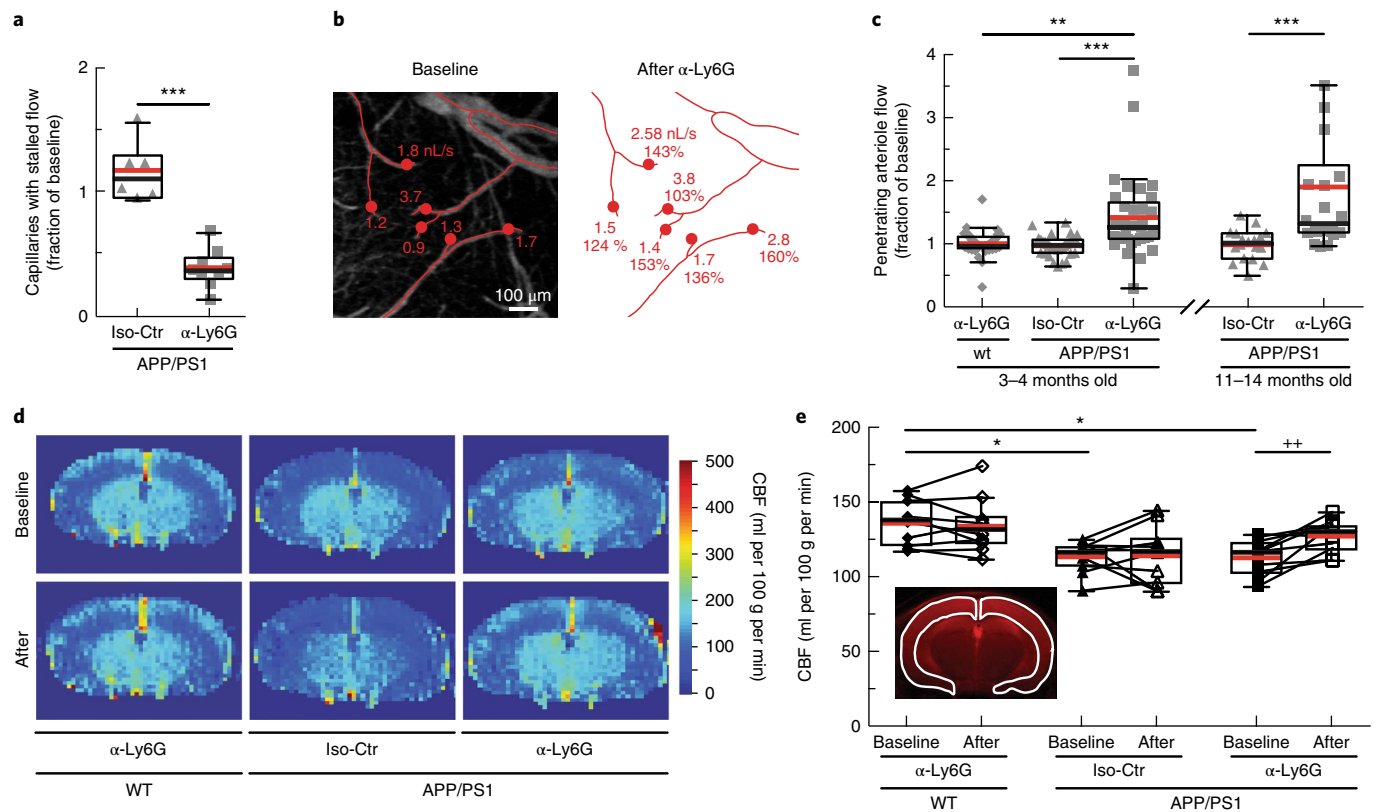 a
2
1
0
Capillaries with stalled flow
(fraction of baseline)
***
Iso-Ctr α-Ly6G
APP/PS1
b
Baseline
After α-Ly6G
1.8 nL/s
3.7
1.2
1.3
0.9
1.7
100 μm
2.58 nL/s
143%
3.8
103%
1.5
124 %
1.4
153%
1.7
136%
2.8
160%
c
4
3
2
1
0
Penetrating arteriole flow
(fraction of baseline)
**
***
***
α-Ly6G Iso-Ctr α-Ly6G Iso-Ctr α-Ly6G
wt APP/PS1 APP/PS1
3–4 months old 11–14 months old
d
Baseline
After
500
400
300
200
100
0
CBF (ml per 100 g per min)
α-Ly6G Iso-Ctr α-Ly6G
WT APP/PS1
e
200
150
100
50
0
CBF (ml per 100 g per min)
*
*
++
Baseline After Baseline After Baseline After
α-Ly6G Iso-Ctr α-Ly6G
WT APP/PS1